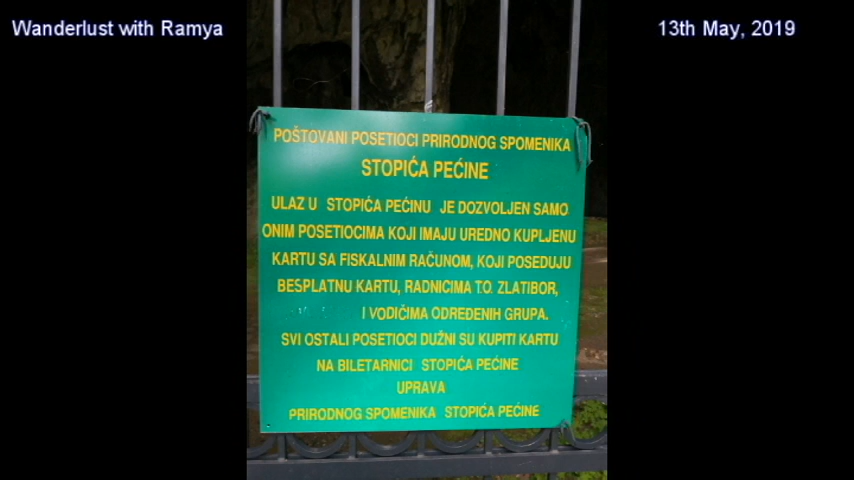 Wanderlust with Ramya
13th May, 2019
POŠTOVANI POSETIOCI PRIRODNOG SPOMENIKA
STOPIĆA PEĆINE
ULAZ U STOPIĆA PEĆINU JE DOZVOLJEN SAMO
ONIM POSETIOCIMA KOJI IMAJU UREDNO KUPLJENU
KARTU SA FISKALNIM RAČUNOM, KOJI POSEDUJU
BESPLATNU KARTU, RADNICIMA T.O. ZLATIBOR,
I VODIČIMA ODREĐENIH GRUPA.
SVI OSTALI POSETIOCI DUŽNI SU KUPITI KARTU
NA BILETARNICI STOPIĆA PEĆINE
UPRAVA
PRIRODNOG SPOMENIKA STOPIĆA PEĆINE